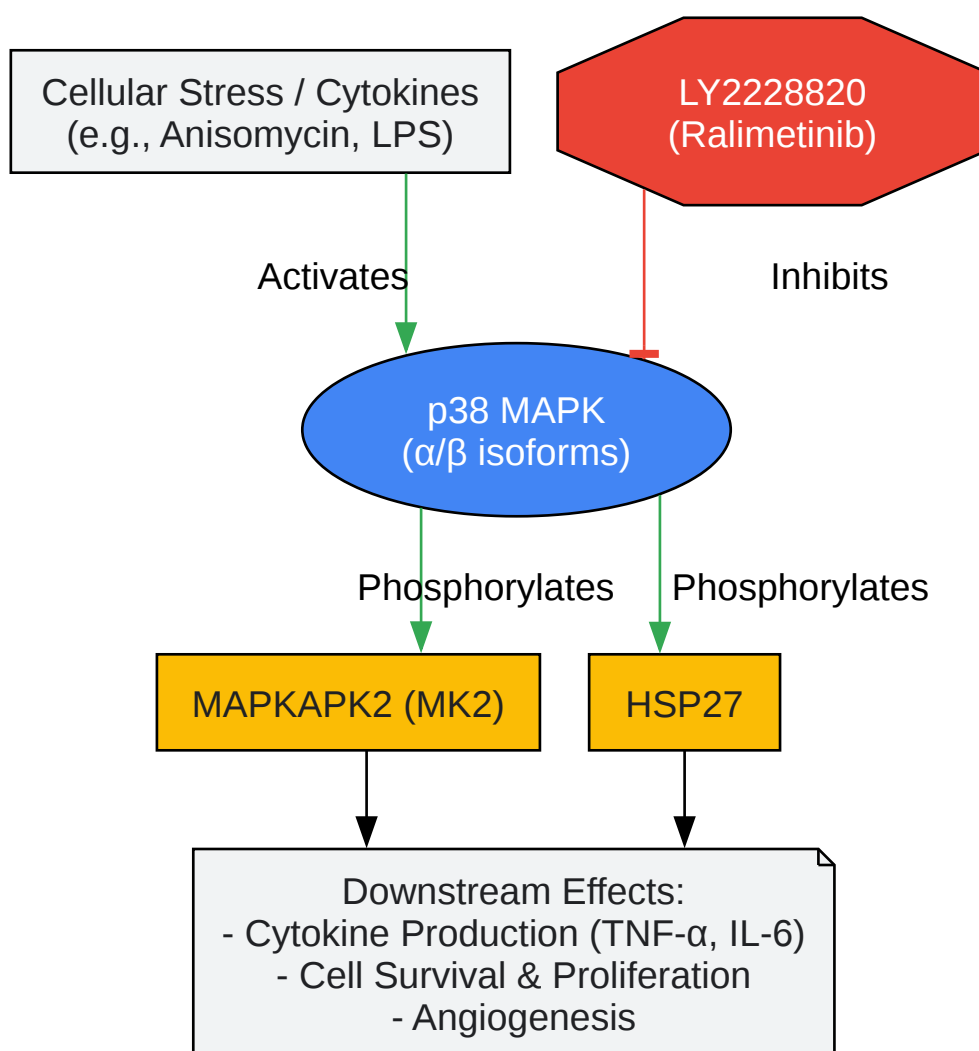 Cellular Stress / Cytokines
(e.g., Anisomycin, LPS)
LY2228820
(Ralimetinib)
Activates
Inhibits
p38 MAPK
(α/β isoforms)
Phosphorylates
Phosphorylates
MAPKAPK2 (MK2)
HSP27
Downstream Effects:
- Cytokine Production (TNF-α, IL-6)
- Cell Survival & Proliferation
- Angiogenesis